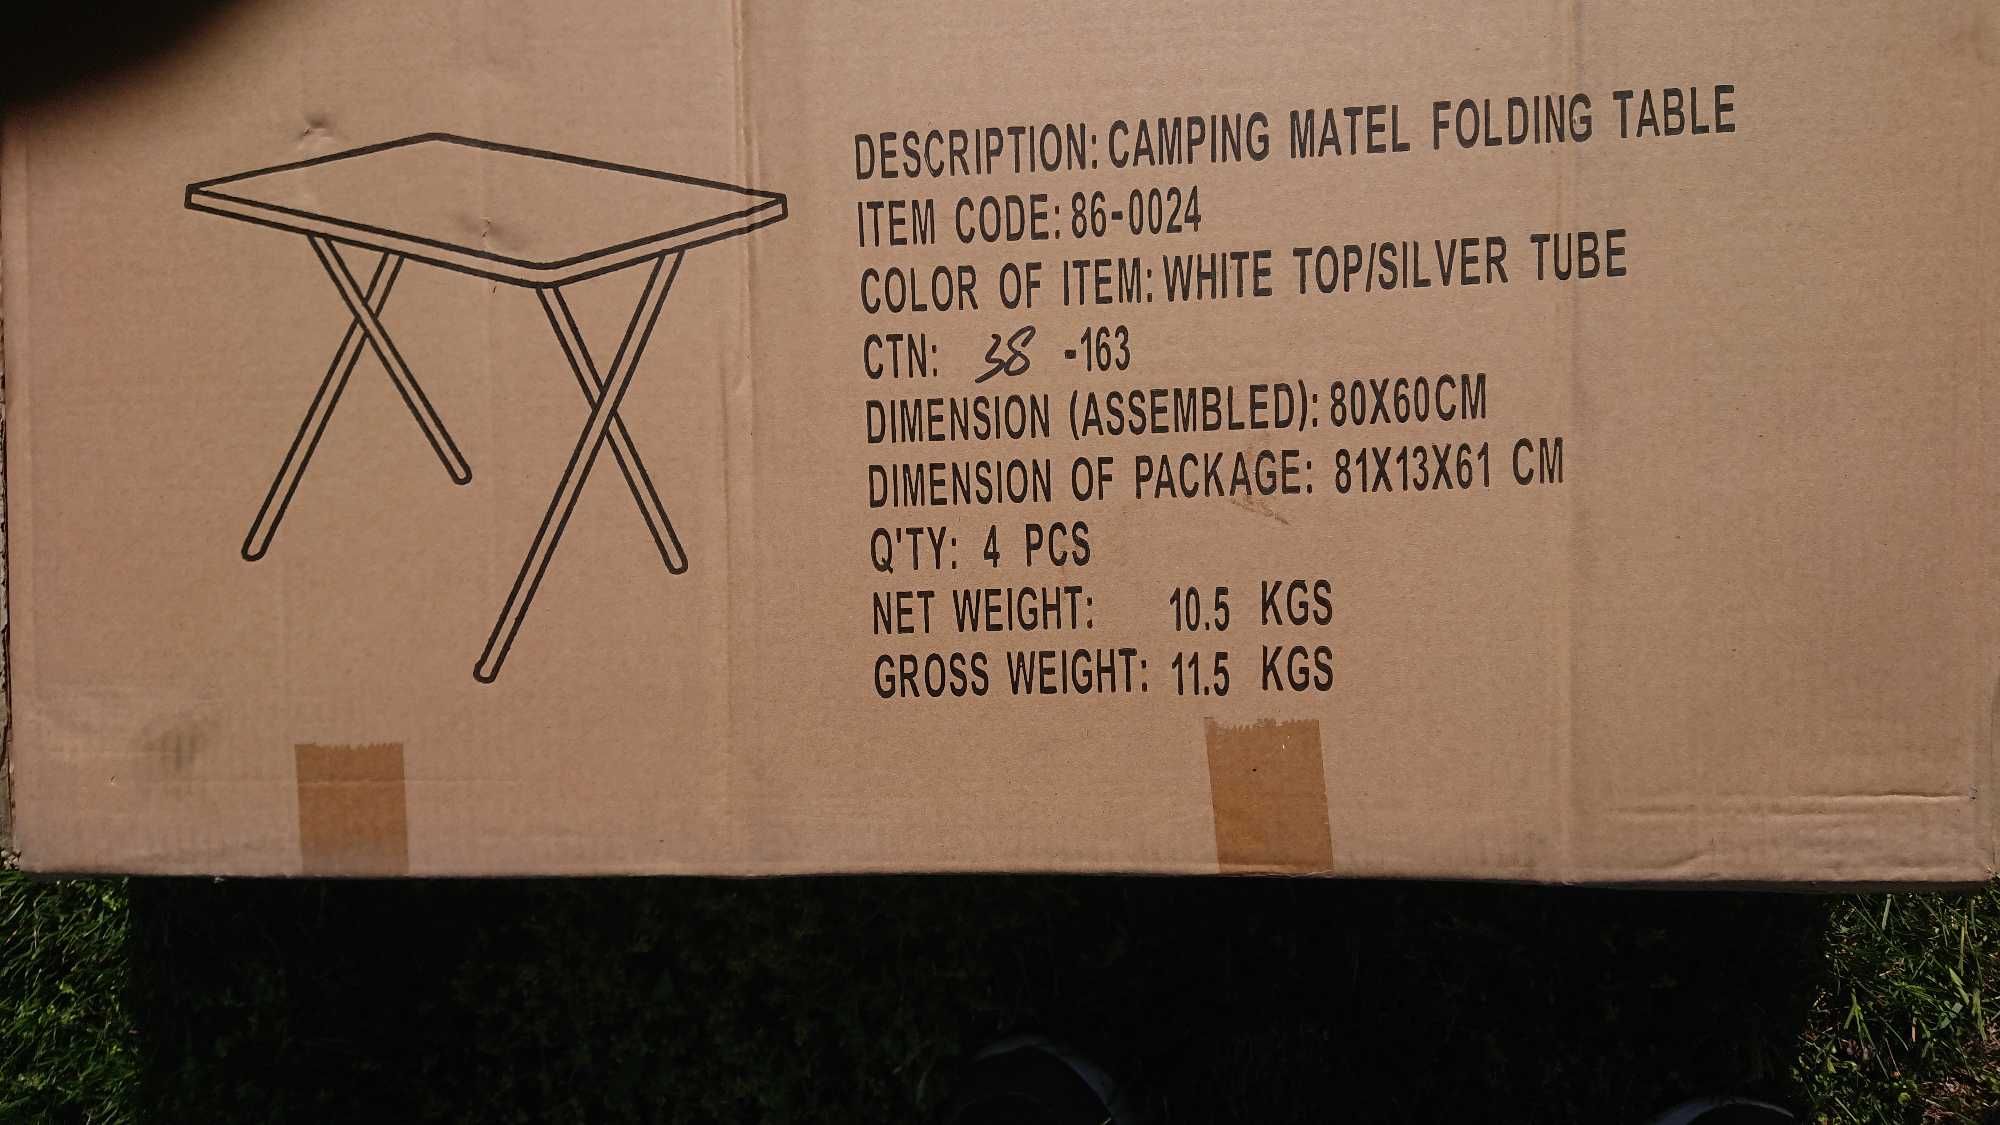 DESCRIPTION: CAMPING MATEL FOLDING TABLE
ITEM CODE: 86-0024
COLOR OF ITEM: WHITE TOP/SILVER TUBE
CTN: 38 -163
DIMENSION (ASSEMBLED): 80X60CM
DIMENSION OF PACKAGE: 81X13X61 CM
Q'TY: 4 PCS
NET WEIGHT: 10.5 KGS
GROSS WEIGHT: 11.5 KGS